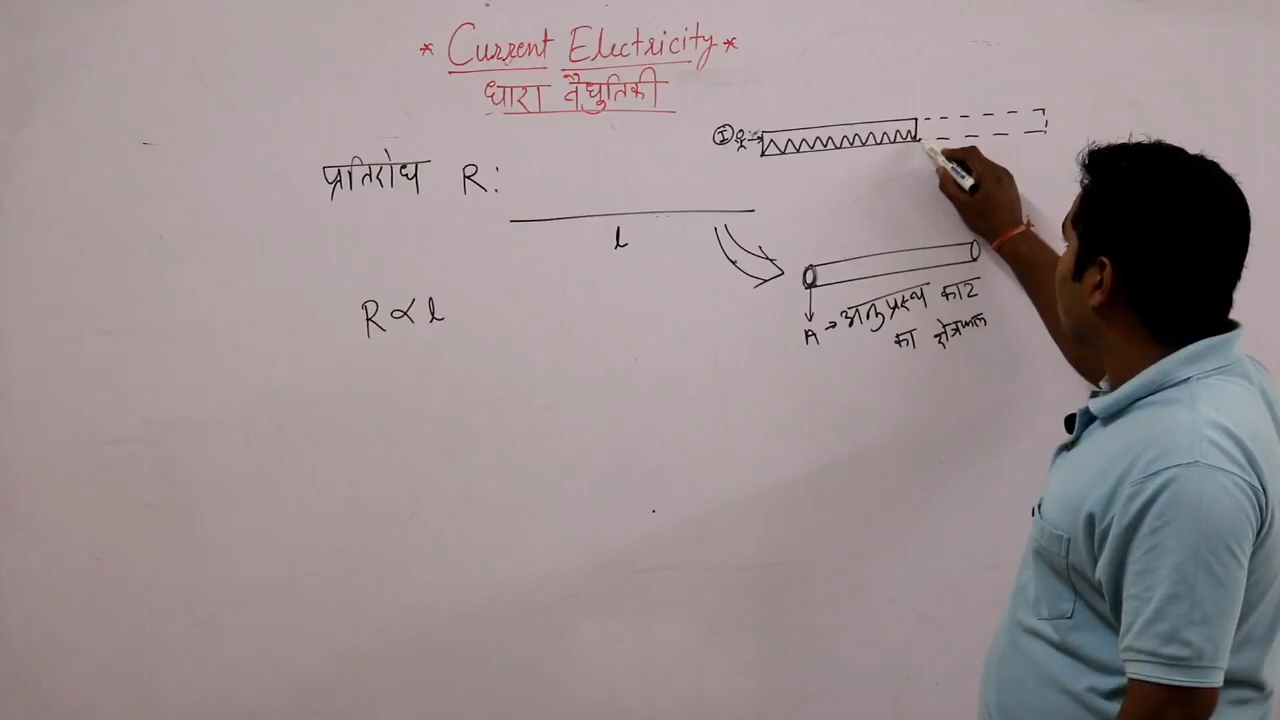 * Current Electricity *
धारा वैधुतिकी
I
प्रतिरोध R:
l
R ∝ l
A → अनुप्रस्थ काट
का क्षेत्रफल